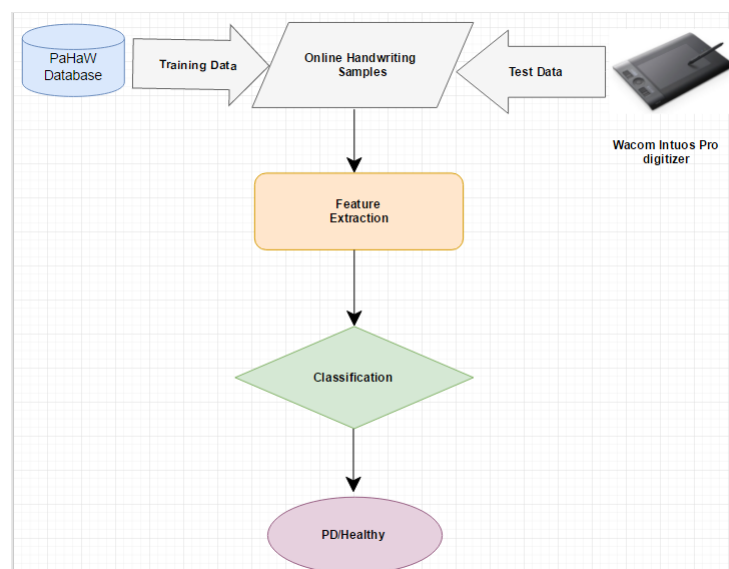 PaHaW
Database
Training Data
Online Handwriting
Samples
Test Data
Wacom Intuos Pro
digitizer
Feature
Extraction
Classification
PD/Healthy